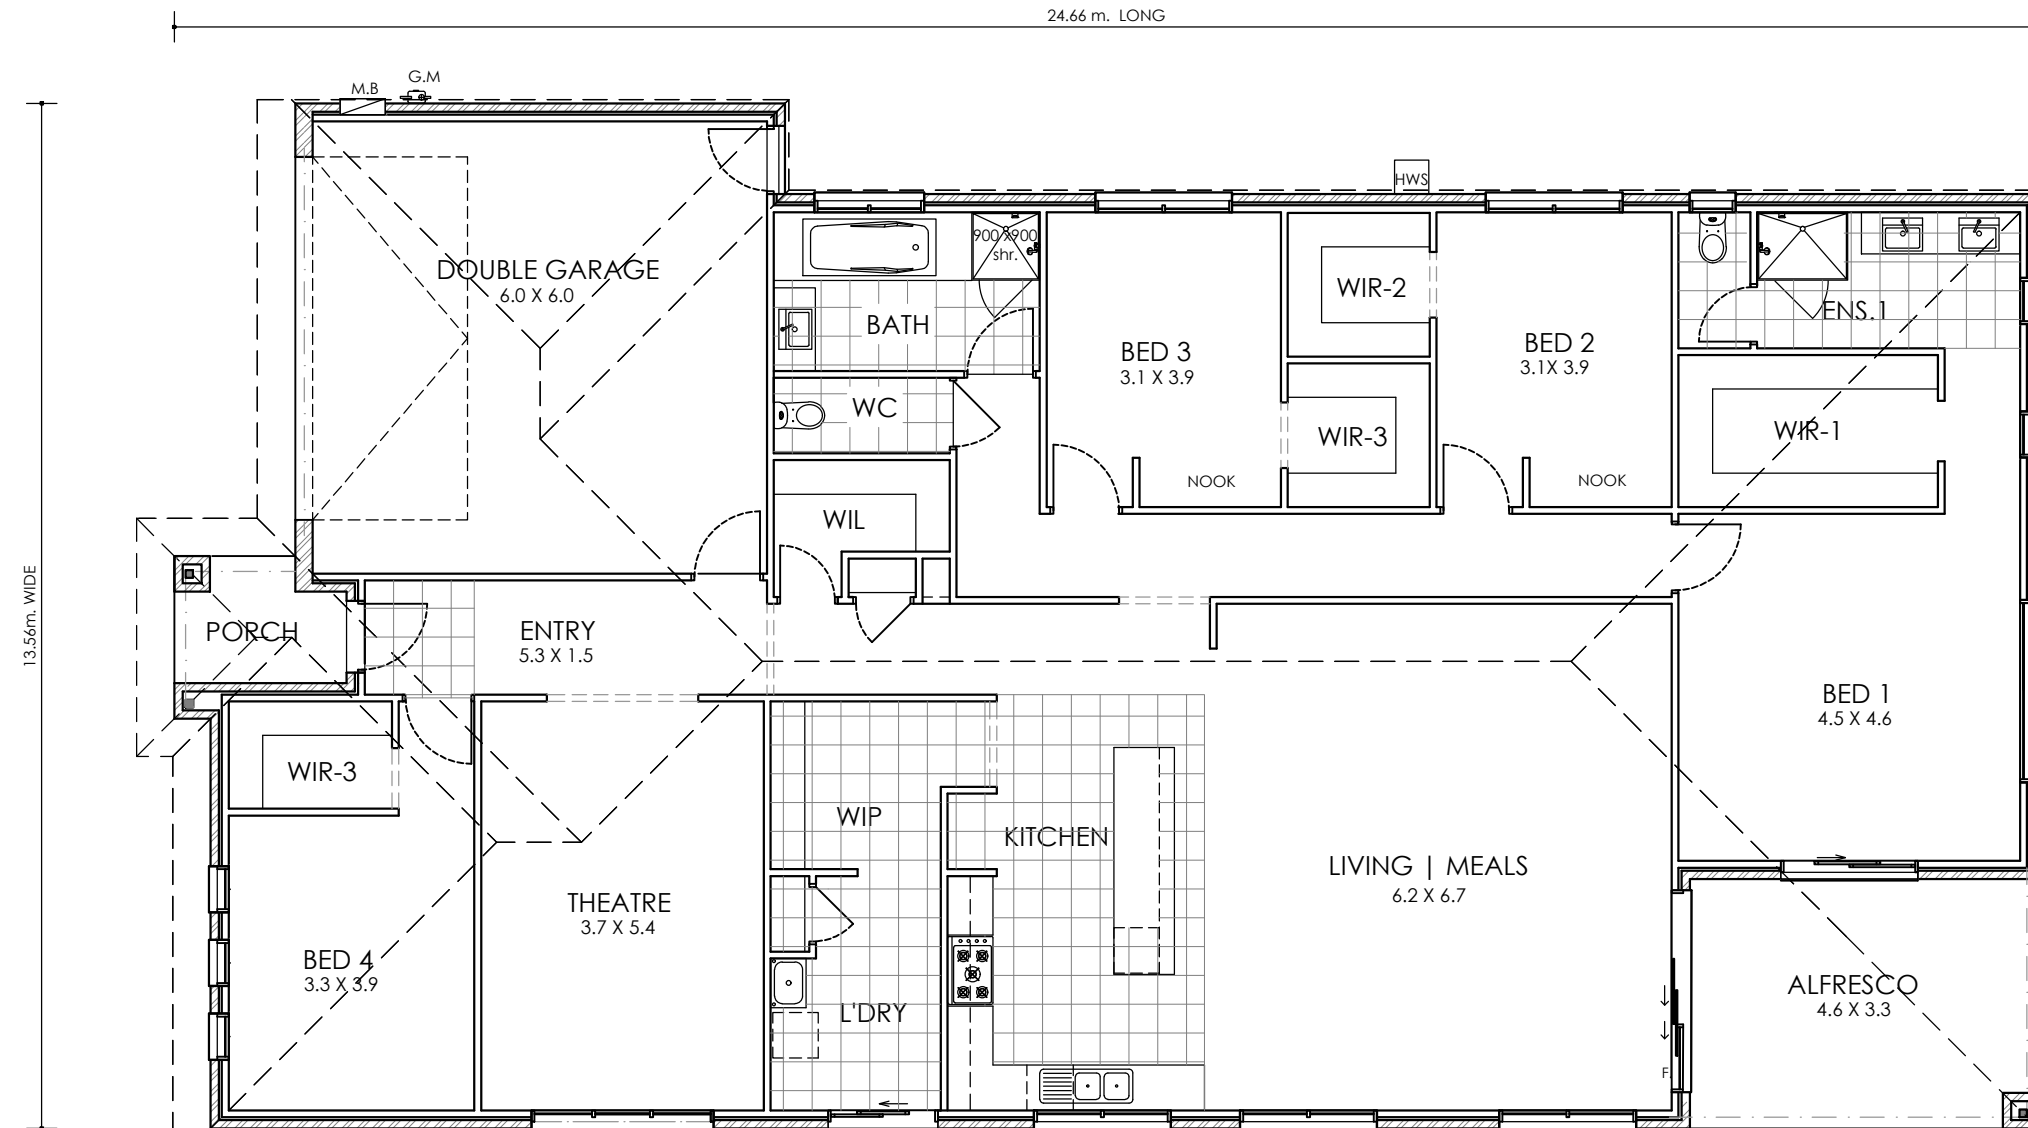 24.66 m. LONG
G.M
M.B
13.56m. WIDE
HWS
DOUBLE GARAGE
6.0 X 6.0
900 X900
shr.
BATH
WC
WIL
BED 3
3.1 X 3.9
NOOK
WIR-2
WIR-3
BED 2
3.1X 3.9
NOOK
ENS.1
WIR-1
PORCH
ENTRY
5.3 X 1.5
BED 1
4.5 X 4.6
WIR-3
BED 4
3.3 X 3.9
THEATRE
3.7 X 5.4
WIP
L'DRY
KITCHEN
LIVING | MEALS
6.2 X 6.7
F.
ALFRESCO
4.6 X 3.3